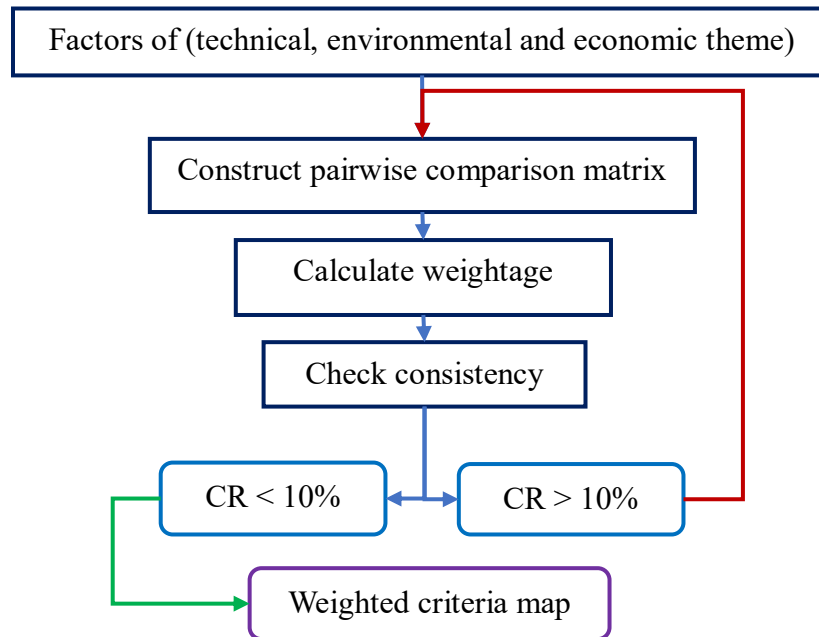 Factors of (technical, environmental and economic theme)
Construct pairwise comparison matrix
Calculate weightage
Check consistency
CR < 10%
CR > 10%
Weighted criteria map